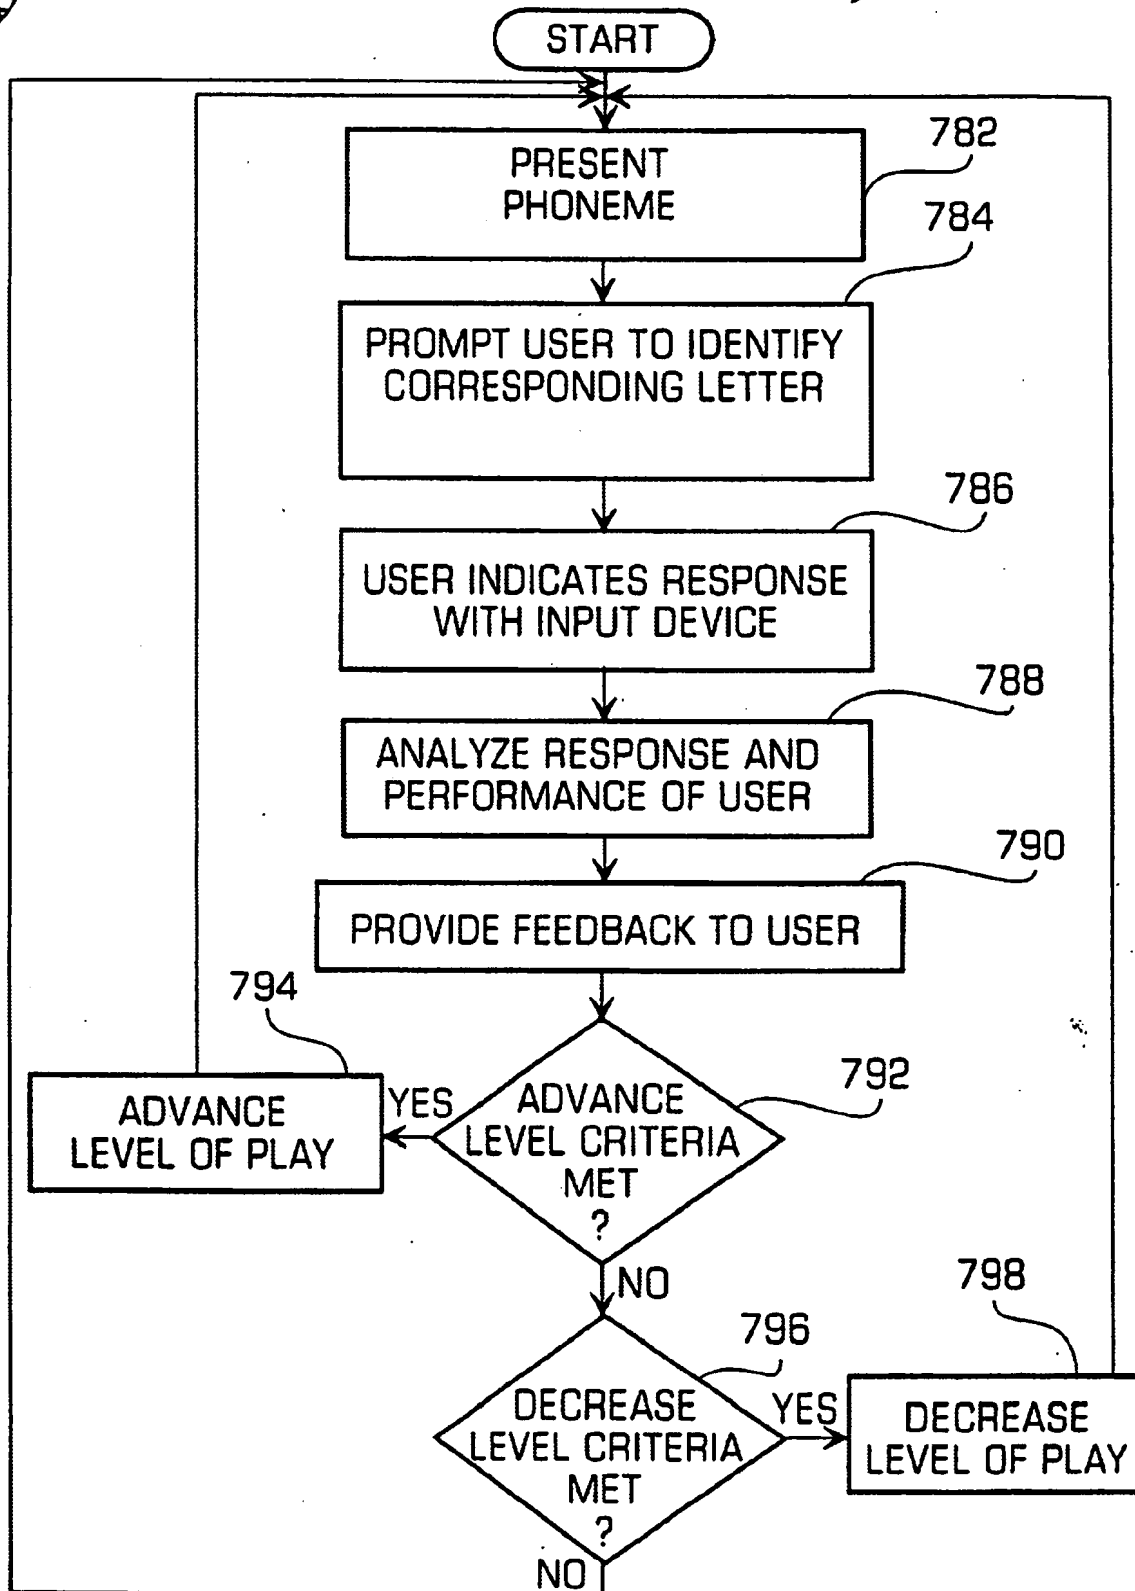 START
782
PRESENT
PHONEME
784
PROMPT USER TO IDENTIFY
CORRESPONDING LETTER
786
USER INDICATES RESPONSE
WITH INPUT DEVICE
788
ANALYZE RESPONSE AND
PERFORMANCE OF USER
790
PROVIDE FEEDBACK TO USER
794
792
ADVANCE
LEVEL OF PLAY
YES
ADVANCE
LEVEL CRITERIA
MET
?
NO
798
796
DECREASE
LEVEL CRITERIA
MET
?
YES
DECREASE
LEVEL OF PLAY
NO